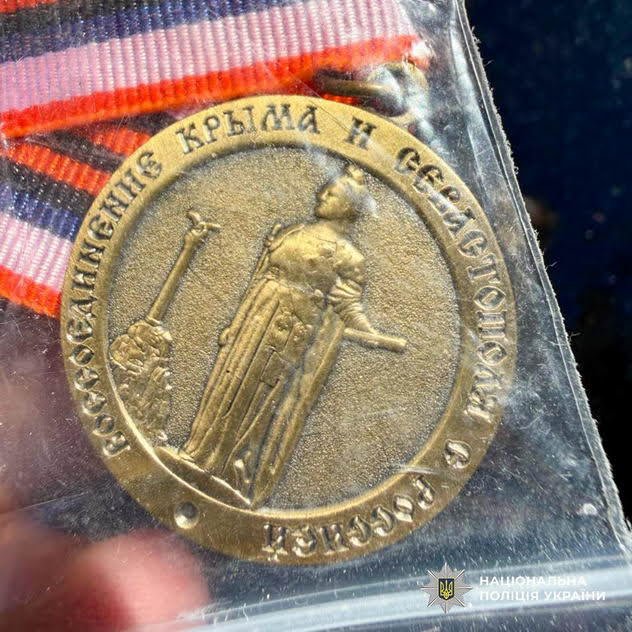 ВОССОЕДИНЕНИЕ КРЫМА И СЕВАСТОПОЛЯ С РОССИЕЙ
НАЦІОНАЛЬНА
ПОЛІЦІЯ УКРАЇНИ